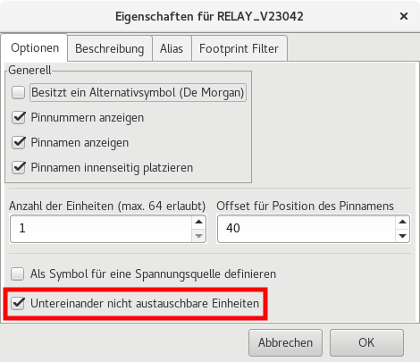 Eigenschaften für RELAY_V23042
Optionen
Beschreibung
Alias
Footprint Filter
Generell
Besitzt ein Alternativsymbol (De Morgan)
Pinnummern anzeigen
Pinnamen anzeigen
Pinnamen innenseitig platzieren
Anzahl der Einheiten (max. 64 erlaubt)
Offset für Position des Pinnamens
1
40
Als Symbol für eine Spannungsquelle definieren
Untereinander nicht austauschbare Einheiten
Abbrechen
OK